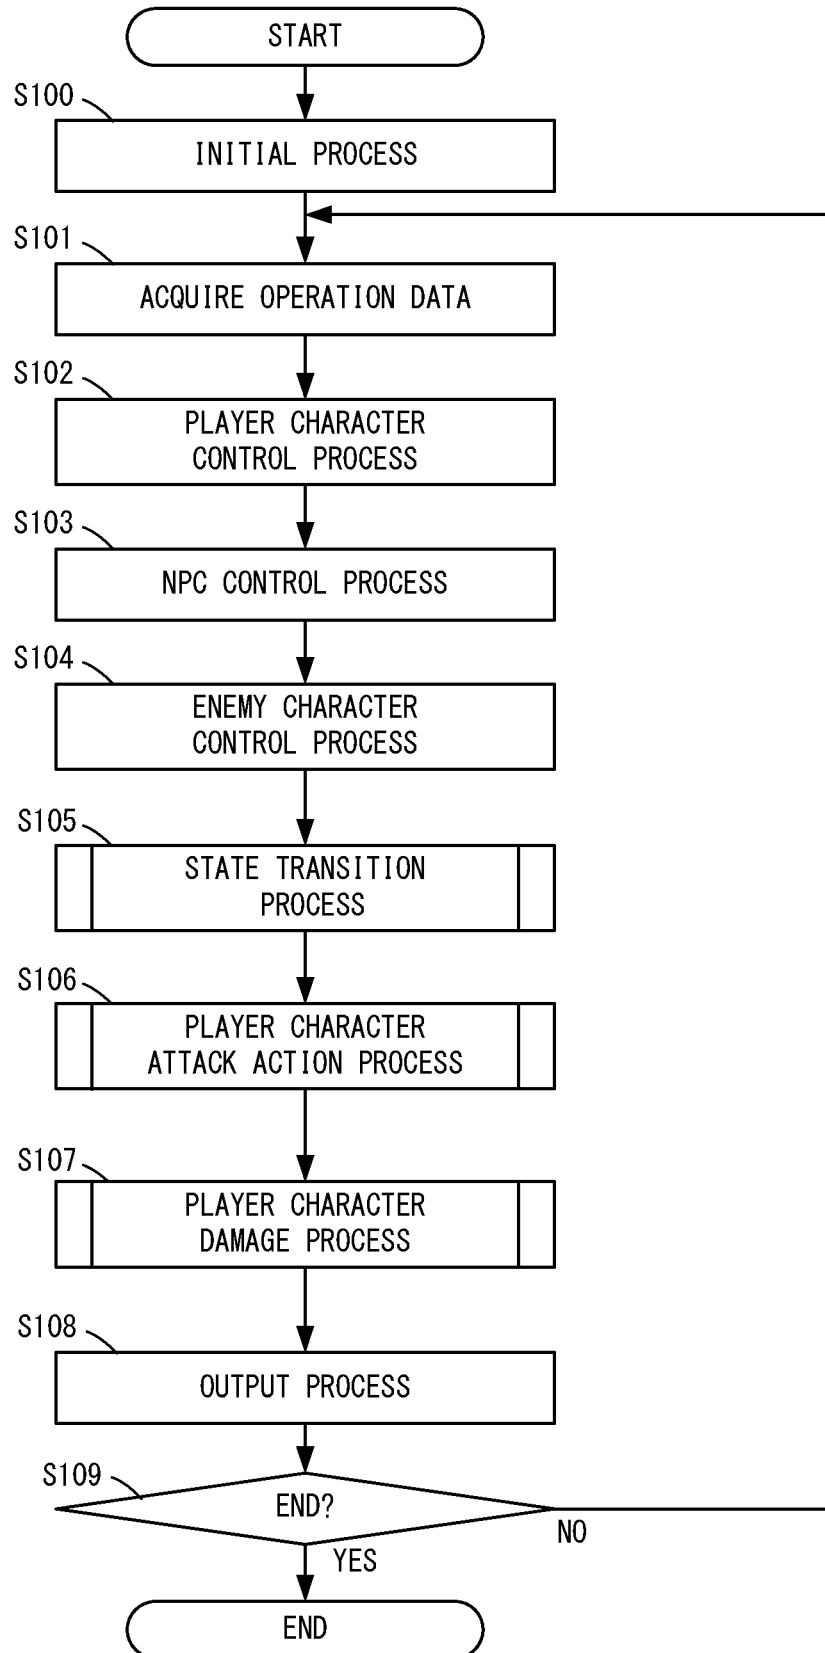 START
S100
INITIAL PROCESS
S101
ACQUIRE OPERATION DATA
S102
PLAYER CHARACTER
CONTROL PROCESS
S103
NPC CONTROL PROCESS
S104
ENEMY CHARACTER
CONTROL PROCESS
S105
STATE TRANSITION
PROCESS
S106
PLAYER CHARACTER
ATTACK ACTION PROCESS
S107
PLAYER CHARACTER
DAMAGE PROCESS
S108
OUTPUT PROCESS
S109
END?
NO
YES
END